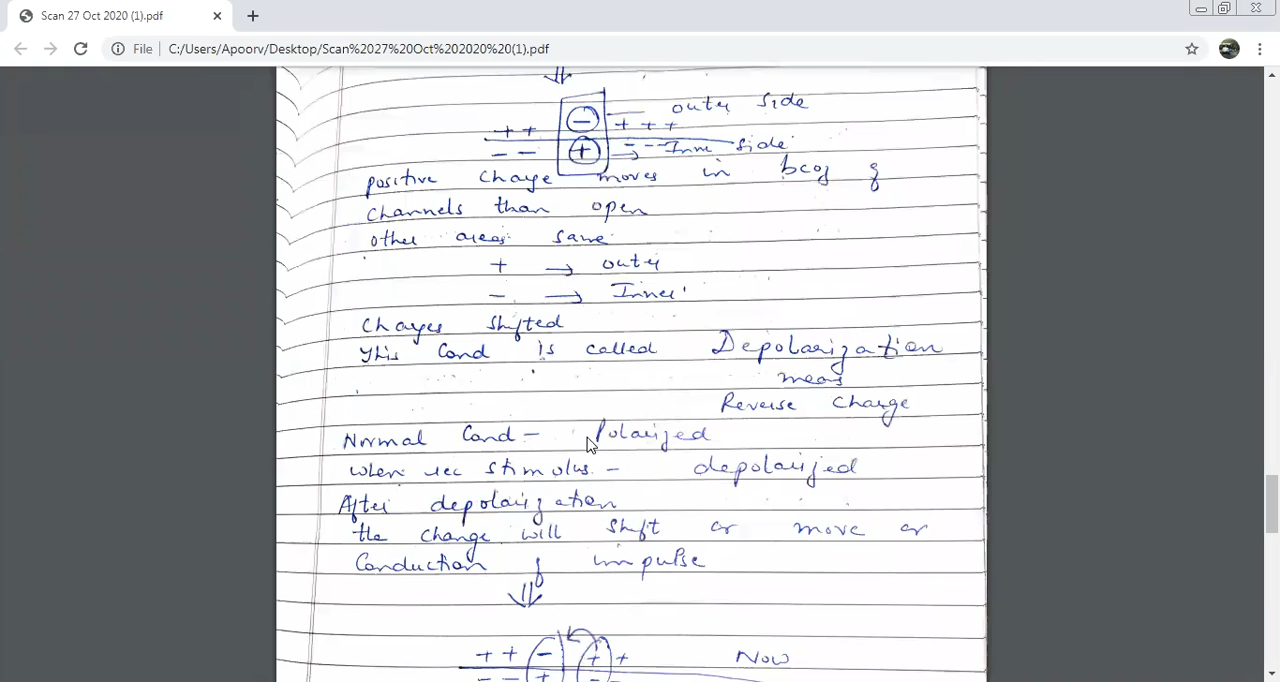 Scan 27 Oct 2020 (1).pdf
File C:/Users/Apoorv/Desktop/Scan%2027%20Oct%202020%20(1).pdf
⇓
- outer side
+ + + + +
- - + → - - - Inner side
positive charge moves in bcoz of
channels than open
other areas same
+ → outer
- → Inner
Charges shifted
This Cond is called Depolarization
means
Reverse Charge
Normal Cond - Polarized
when rec stimulus - depolarized
After depolarization
the change will shift or move or
Conduction of impulse
⇓
+ + - + + Now
- - + -